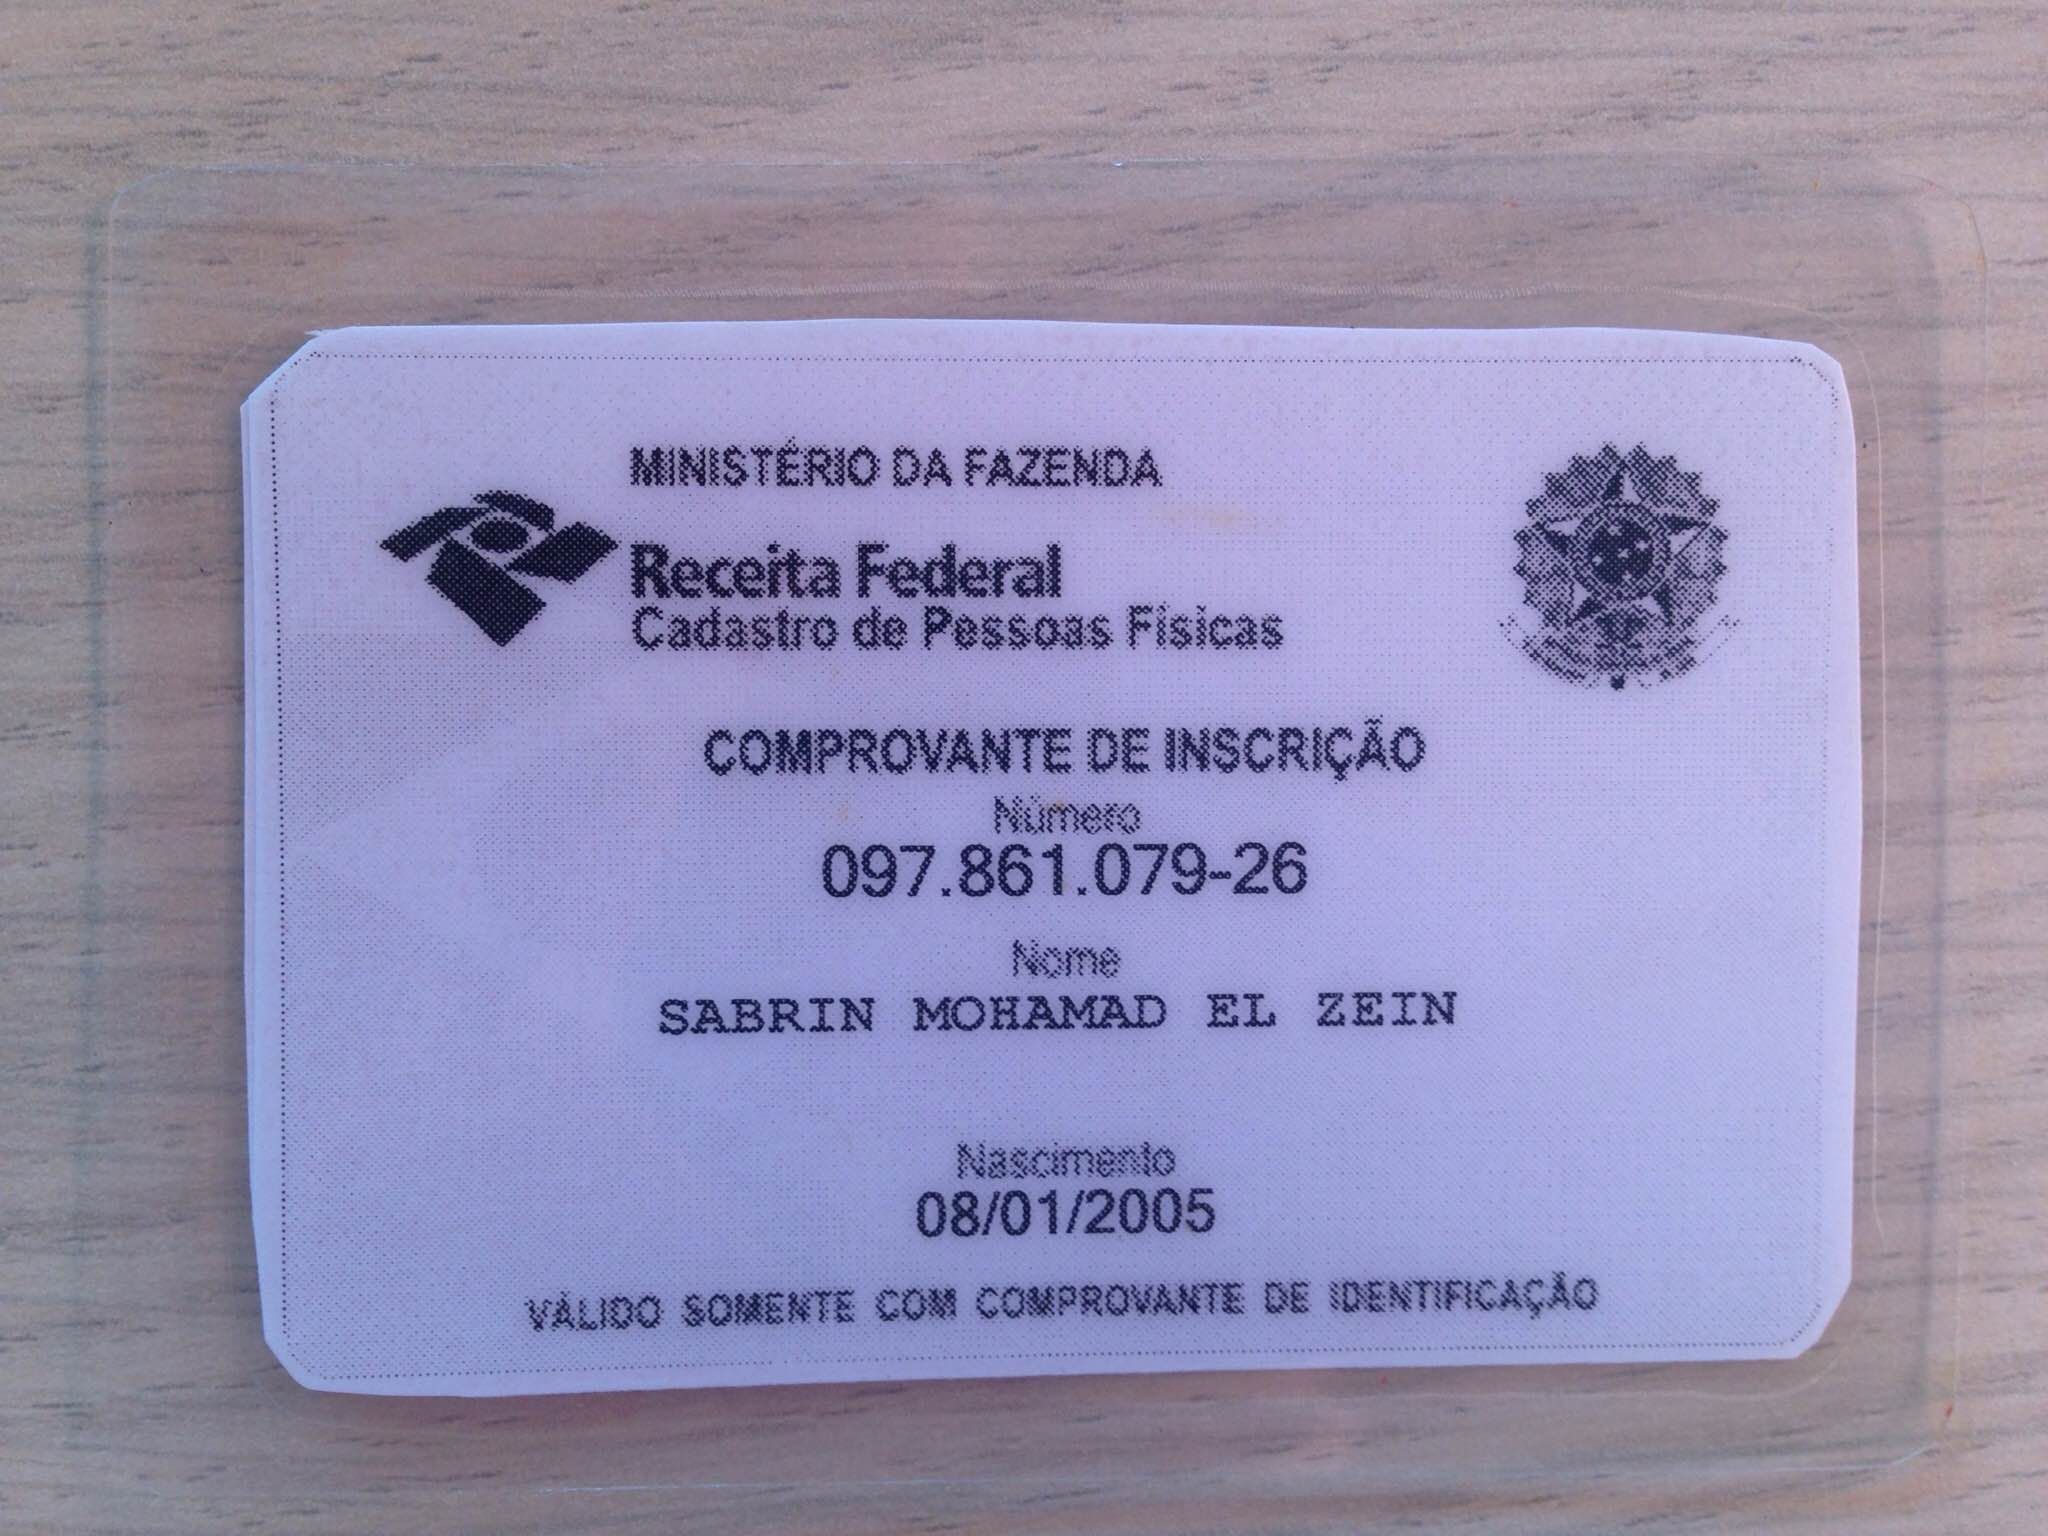 MINISTÉRIO DA FAZENDA
Receita Federal
Cadastro de Pessoas Físicas
COMPROVANTE DE INSCRIÇÃO
Número
097.861.079-26
Nome
SABRIN MOHAMAD EL ZEIN
Nascimento
08/01/2005
VÁLIDO SOMENTE COM COMPROVANTE DE IDENTIFICAÇÃO